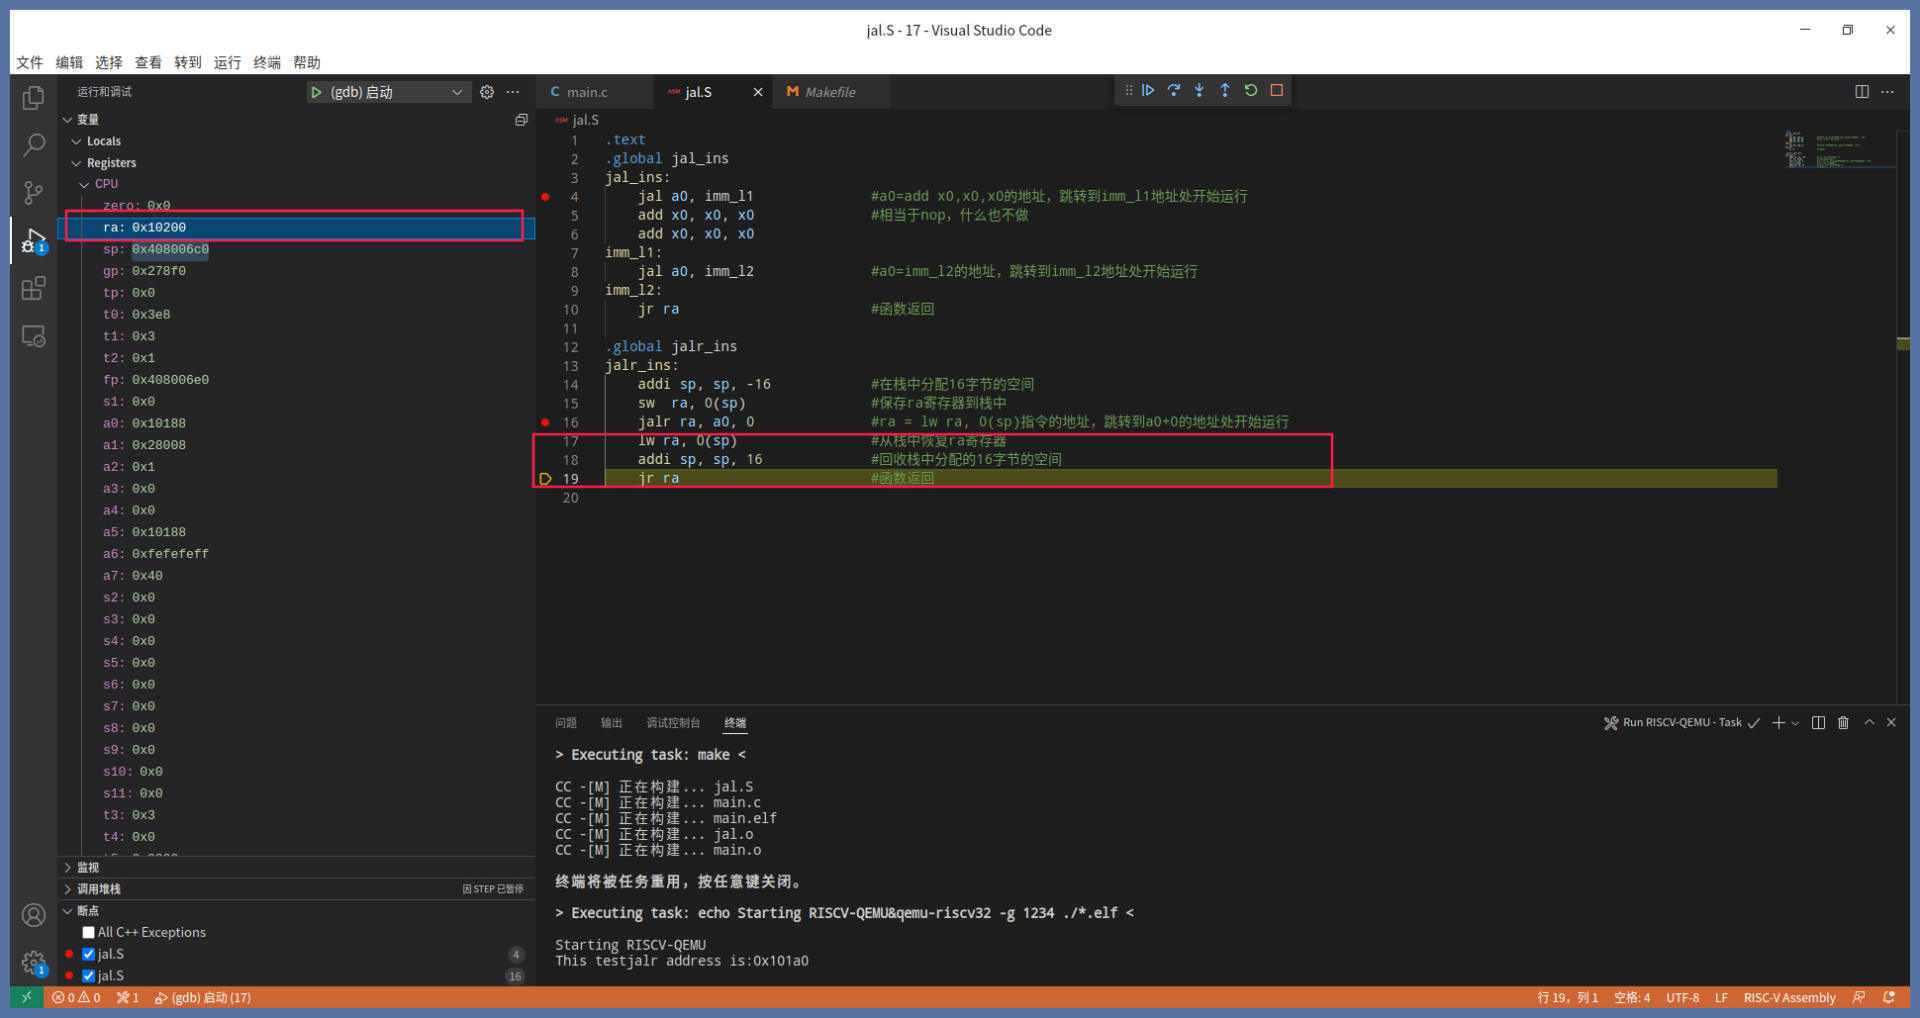 jal.S - 17 - Visual Studio Code
文件 编辑 选择 查看 转到 运行 终端 帮助
运行和调试
(gdb) 启动
main.c
jal.S
Makefile
变量
Locals
Registers
CPU
zero: 0x0
ra: 0x10200
sp: 0x408006c0
gp: 0x278f0
tp: 0x0
t0: 0x3e8
t1: 0x3
t2: 0x1
fp: 0x408006e0
s1: 0x0
a0: 0x10188
a1: 0x28008
a2: 0x1
a3: 0x0
a4: 0x0
a5: 0x10188
a6: 0xfefefeff
a7: 0x40
s2: 0x0
s3: 0x0
s4: 0x0
s5: 0x0
s6: 0x0
s7: 0x0
s8: 0x0
s9: 0x0
s10: 0x0
s11: 0x0
t3: 0x3
t4: 0x0
监视
调用堆栈 因 STEP 已暂停
断点
All C++ Exceptions
jal.S 4
jal.S 16
jal.S
1 .text
2 .global jal_ins
3 jal_ins:
4 jal a0, imm_l1 #a0=add x0,x0,x0的地址，跳转到imm_l1地址处开始运行
5 add x0, x0, x0 #相当于nop，什么也不做
6 add x0, x0, x0
7 imm_l1:
8 jal a0, imm_l2 #a0=imm_l2的地址，跳转到imm_l2地址处开始运行
9 imm_l2:
10 jr ra #函数返回
11
12 .global jalr_ins
13 jalr_ins:
14 addi sp, sp, -16 #在栈中分配16字节的空间
15 sw ra, 0(sp) #保存ra寄存器到栈中
16 jalr ra, a0, 0 #ra = lw ra, 0(sp)指令的地址，跳转到a0+0的地址处开始运行
17 lw ra, 0(sp) #从栈中恢复ra寄存器
18 addi sp, sp, 16 #回收栈中分配的16字节的空间
19 jr ra #函数返回
20
问题 输出 调试控制台 终端
Run RISCV-QEMU - Task
> Executing task: make <
CC -[M] 正在构建... jal.S
CC -[M] 正在构建... main.c
CC -[M] 正在构建... main.elf
CC -[M] 正在构建... jal.o
CC -[M] 正在构建... main.o
终端将被任务重用，按任意键关闭。
> Executing task: echo Starting RISCV-QEMU&qemu-riscv32 -g 1234 ./*.elf <
Starting RISCV-QEMU
This testjalr address is:0x101a0
0 0 1 (gdb) 启动 (17)
行 19，列 1 空格: 4 UTF-8 LF RISC-V Assembly